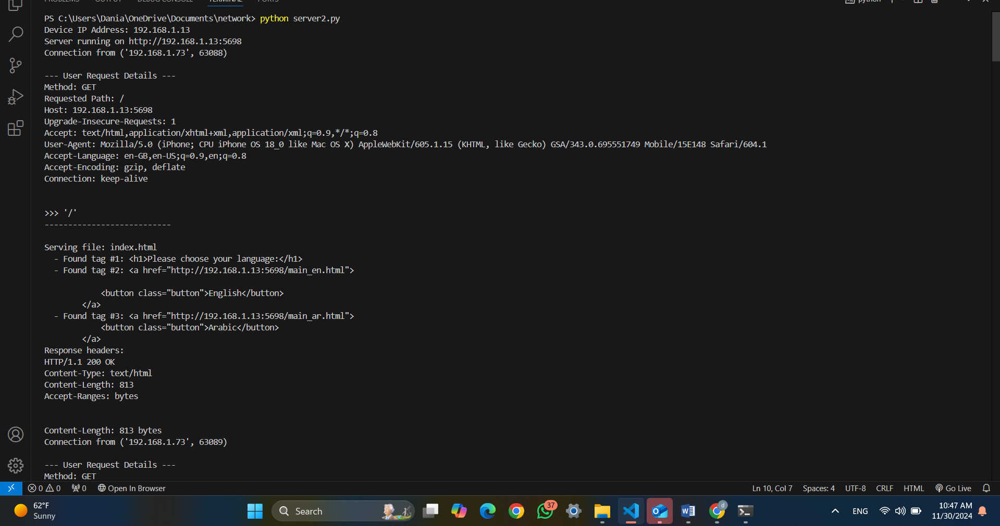 PROBLEMS OUTPUT DEBUG CONSOLE TERMINAL PORTS python
PS C:\Users\Dania\OneDrive\Documents\network> python server2.py
Device IP Address: 192.168.1.13
Server running on http://192.168.1.13:5698
Connection from ('192.168.1.73', 63088)
--- User Request Details ---
Method: GET
Requested Path: /
Host: 192.168.1.13:5698
Upgrade-Insecure-Requests: 1
Accept: text/html,application/xhtml+xml,application/xml;q=0.9,*/*;q=0.8
User-Agent: Mozilla/5.0 (iPhone; CPU iPhone OS 18_0 like Mac OS X) AppleWebKit/605.1.15 (KHTML, like Gecko) GSA/343.0.695551749 Mobile/15E148 Safari/604.1
Accept-Language: en-GB,en-US;q=0.9,en;q=0.8
Accept-Encoding: gzip, deflate
Connection: keep-alive
>>> '/'
---------------------------
Serving file: index.html
- Found tag #1: <h1>Please choose your language:</h1>
- Found tag #2: <a href="http://192.168.1.13:5698/main_en.html">
<button class="button">English</button>
</a>
- Found tag #3: <a href="http://192.168.1.13:5698/main_ar.html">
<button class="button">Arabic</button>
</a>
Response headers:
HTTP/1.1 200 OK
Content-Type: text/html
Content-Length: 813
Accept-Ranges: bytes
Content-Length: 813 bytes
Connection from ('192.168.1.73', 63089)
--- User Request Details ---
Method: GET
0 0 0 Open In Browser Ln 10, Col 7 Spaces: 4 UTF-8 CRLF HTML Go Live
62°F
Sunny
Search
37
d
ENG
10:47 AM
11/30/2024